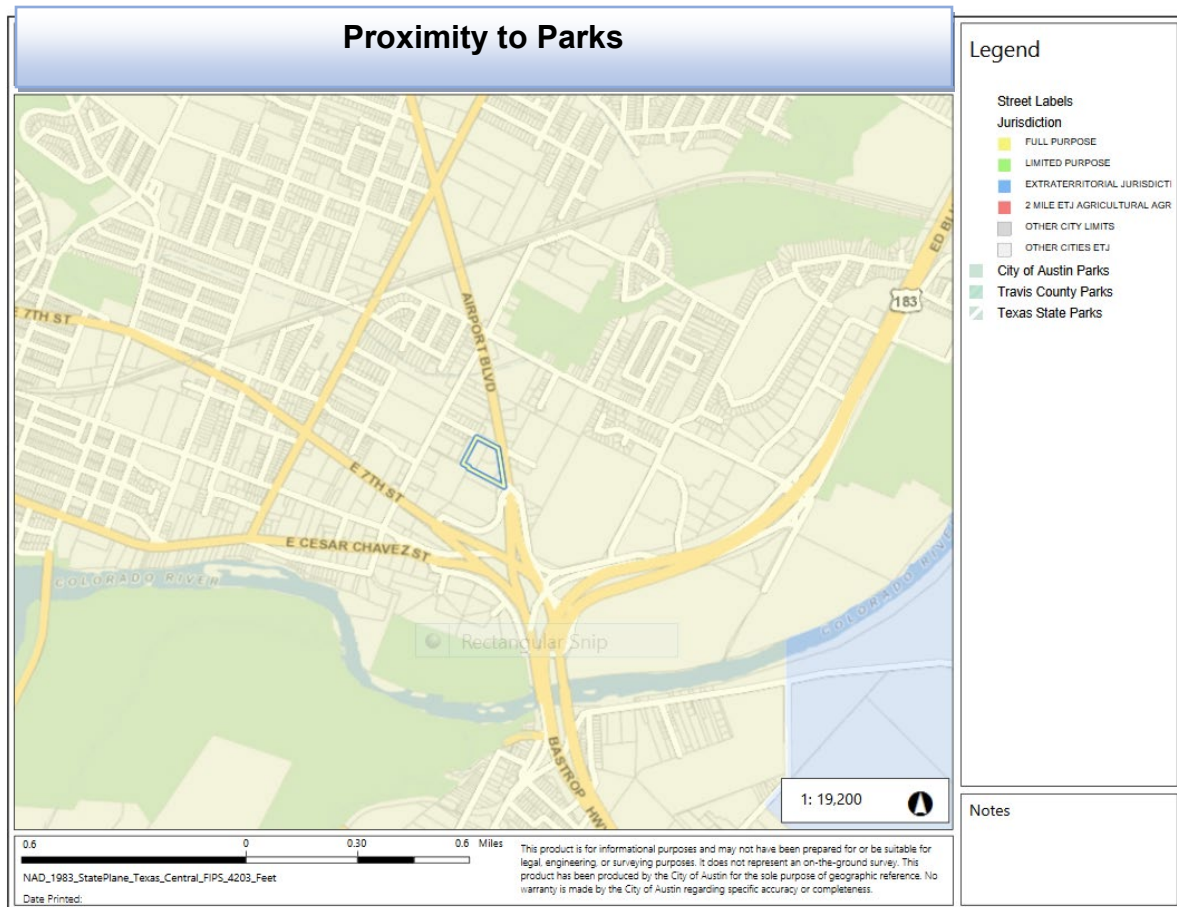 Proximity to Parks
Legend
Street Labels
Jurisdiction
FULL PURPOSE
LIMITED PURPOSE
EXTRATERRITORIAL JURISDICTI
2 MILE ETJ AGRICULTURAL AGR
OTHER CITY LIMITS
OTHER CITIES ETJ
City of Austin Parks
Travis County Parks
Texas State Parks
ED BL
183
AIRPORT BLVD
E 7TH ST
E 7TH ST
E CESAR CHAVEZ ST
COLORADO RIVER
COLORADO RIVER
Rectangular Snip
BASTROP HWY
1: 19,200
Notes
0.6 0 0.30 0.6 Miles
NAD_1983_StatePlane_Texas_Central_FIPS_4203_Feet
Date Printed:
This product is for informational purposes and may not have been prepared for or be suitable for
legal, engineering, or surveying purposes. It does not represent an on-the-ground survey. This
product has been produced by the City of Austin for the sole purpose of geographic reference. No
warranty is made by the City of Austin regarding specific accuracy or completeness.